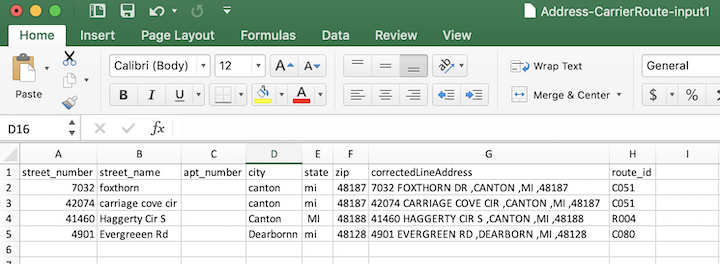 Address-CarrierRoute-input1
Home Insert Page Layout Formulas Data Review View
Calibri (Body) 12 A A ab Wrap Text General
Paste B I U A Merge & Center $ %
D16 fx
A B C D E F G H I
1 street_number street_name apt_number city state zip correctedLineAddress route_id
2 7032 foxthorn canton mi 48187 7032 FOXTHORN DR ,CANTON ,MI ,48187 C051
3 42074 carriage cove cir canton mi 48187 42074 CARRIAGE COVE CIR ,CANTON ,MI ,48187 C051
4 41460 Haggerty Cir S Canton MI 48188 41460 HAGGERTY CIR S ,CANTON ,MI ,48188 R004
5 4901 Evergreeen Rd Dearbornn mi 48128 4901 EVERGREEN RD ,DEARBORN ,MI ,48128 C080
6